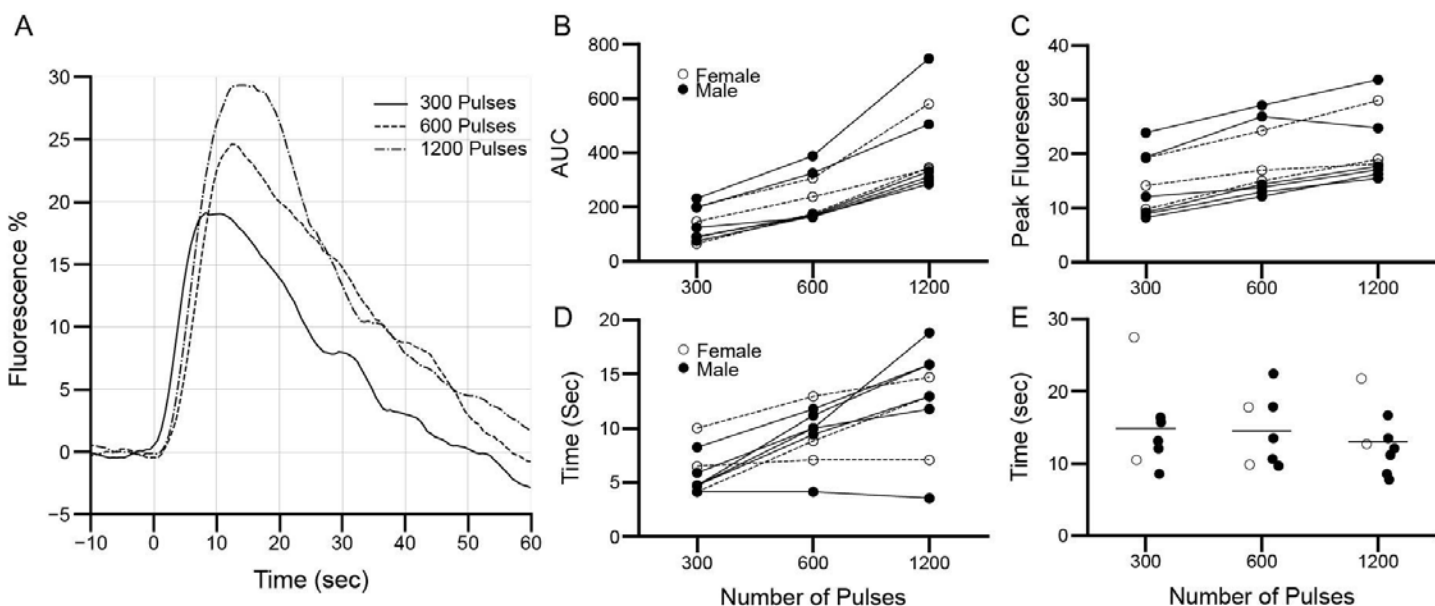 A
Fluorescence %
30
25
20
15
10
5
0
−5
−10
0
10
20
30
40
50
60
Time (sec)
300 Pulses
600 Pulses
1200 Pulses
B
AUC
800
600
400
200
0
Female
Male
300
600
1200
C
Peak Fluoresence
40
30
20
10
0
300
600
1200
D
Time (Sec)
20
15
10
5
0
Female
Male
300
600
1200
Number of Pulses
E
Time (sec)
30
20
10
0
300
600
1200
Number of Pulses